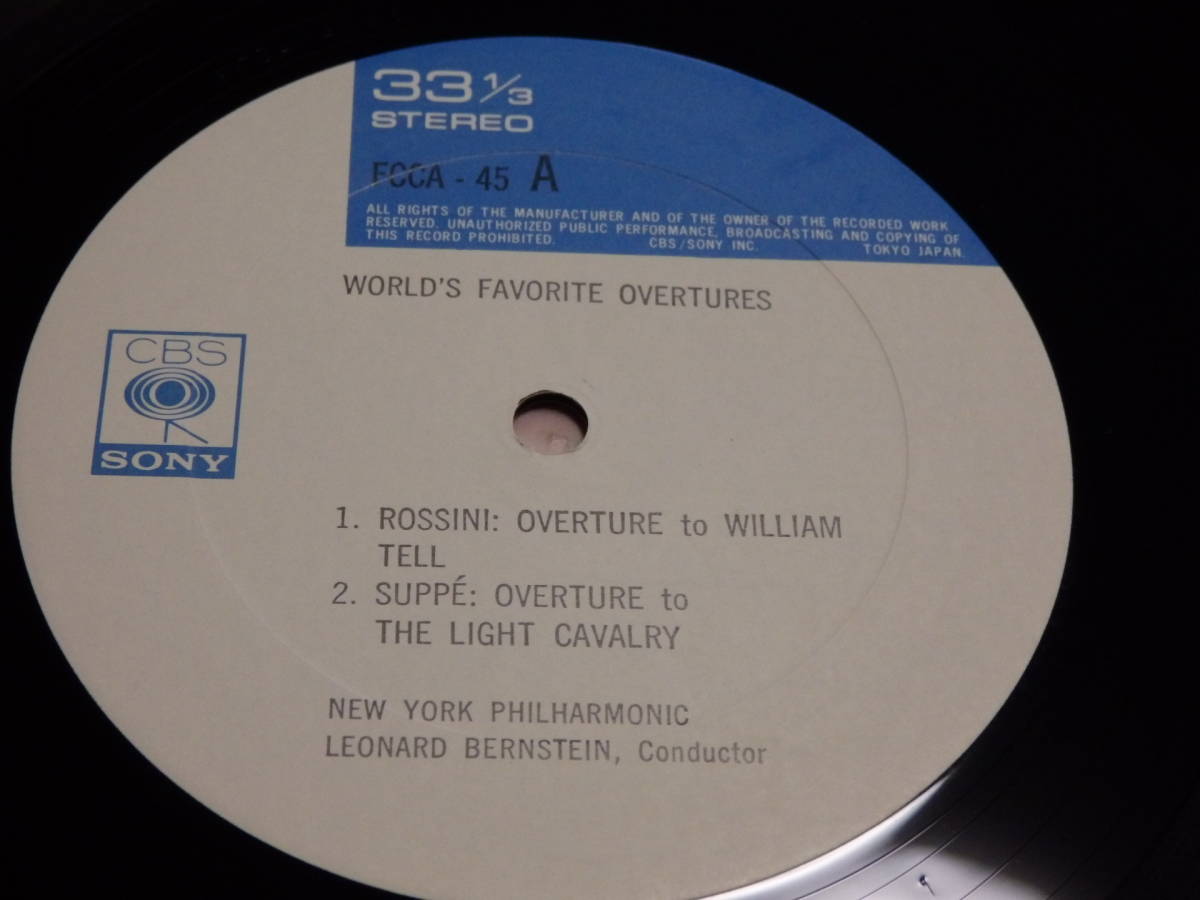 33 1/3
STEREO
FCCA - 45 A
ALL RIGHTS OF THE MANUFACTURER AND OF THE OWNER OF THE RECORDED WORK
RESERVED. UNAUTHORIZED PUBLIC PERFORMANCE, BROADCASTING AND COPYING OF
THIS RECORD PROHIBITED. CBS/SONY INC. TOKYO JAPAN.
WORLD'S FAVORITE OVERTURES
CBS
SONY
1. ROSSINI: OVERTURE to WILLIAM
TELL
2. SUPPÉ: OVERTURE to
THE LIGHT CAVALRY
NEW YORK PHILHARMONIC
LEONARD BERNSTEIN, Conductor